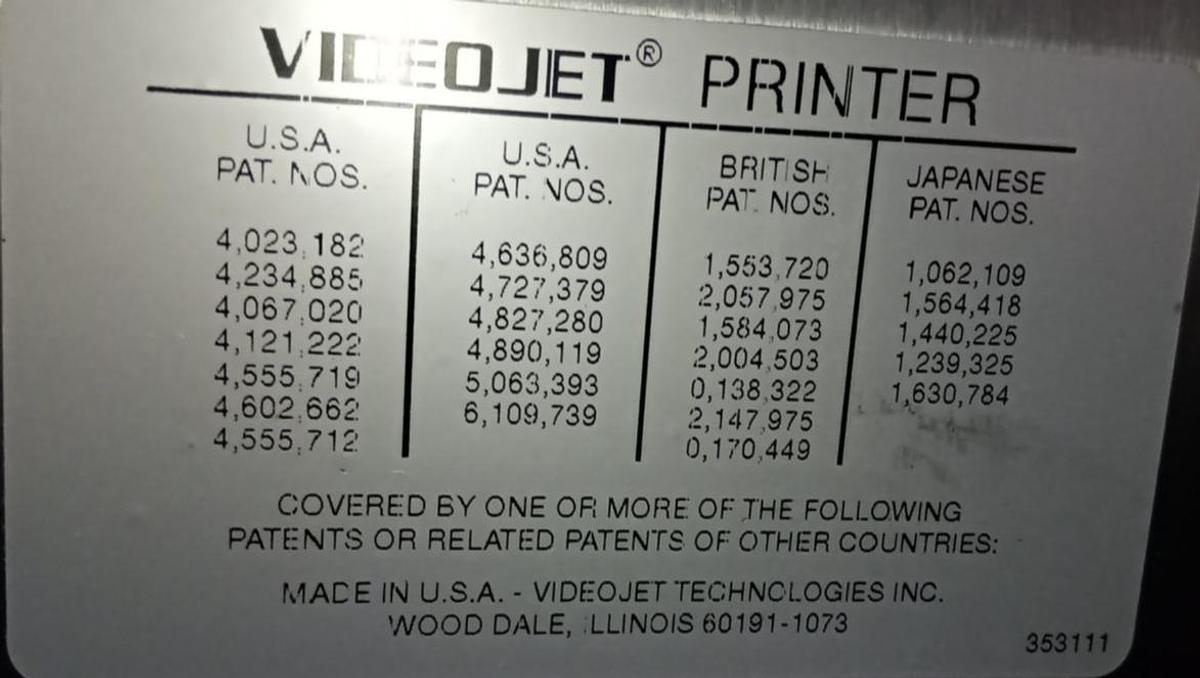 VIDEOJET® PRINTER
U.S.A.
PAT. NOS.
4,023,182
4,234,885
4,067,020
4,121,222
4,555,719
4,602,662
4,555,712
U.S.A.
PAT. NOS.
4,636,809
4,727,379
4,827,280
4,890,119
5,063,393
6,109,739
BRITISH
PAT. NOS.
1,553,720
2,057,975
1,584,073
2,004,503
0,138,322
2,147,975
0,170,449
JAPANESE
PAT. NOS.
1,062,109
1,564,418
1,440,225
1,239,325
1,630,784
COVERED BY ONE OR MORE OF THE FOLLOWING
PATENTS OR RELATED PATENTS OF OTHER COUNTRIES:
MADE IN U.S.A. - VIDEOJET TECHNOLOGIES INC.
WOOD DALE, ILLINOIS 60191-1073
353111